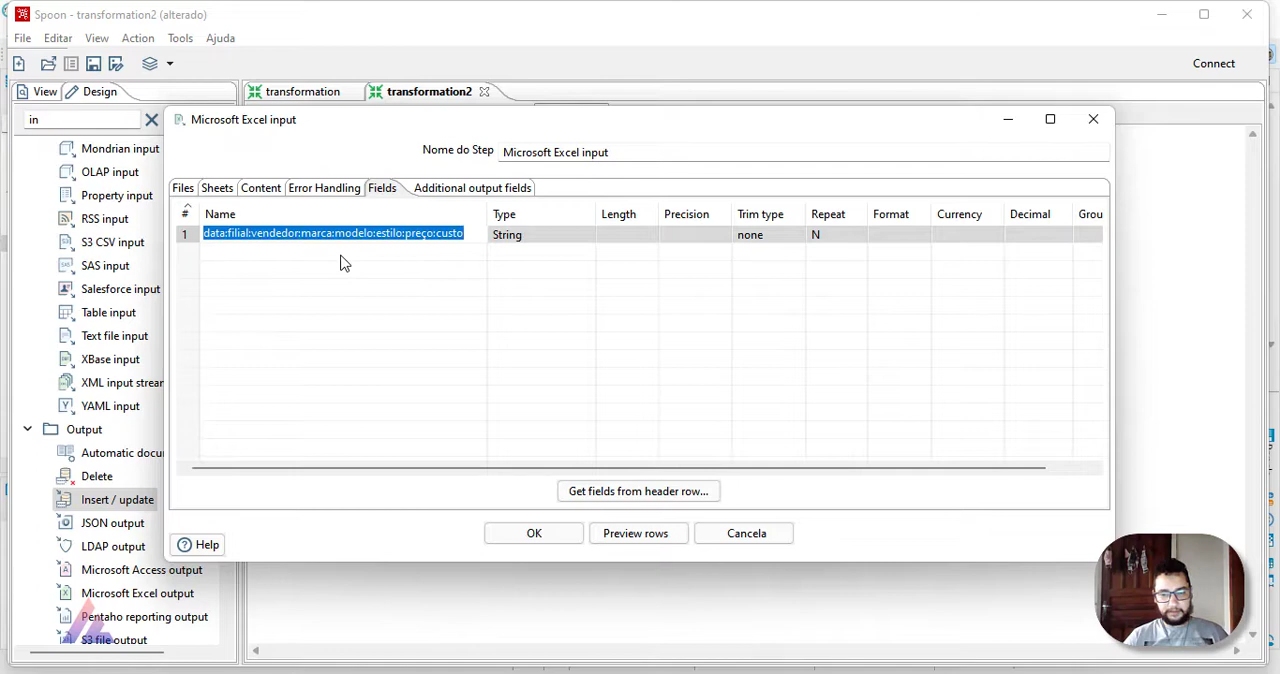 Spoon - transformation2 (alterado)
File Editar View Action Tools Ajuda
Connect
View Design
transformation transformation2
in
Mondrian input
OLAP input
Property input
RSS input
S3 CSV input
SAS input
Salesforce input
Table input
Text file input
XBase input
XML input strean
YAML input
Output
Automatic docu
Delete
Insert / update
JSON output
LDAP output
Microsoft Access output
Microsoft Excel output
Pentaho reporting output
S3 file output
Microsoft Excel input
Nome do Step Microsoft Excel input
Files Sheets Content Error Handling Fields Additional output fields
# Name Type Length Precision Trim type Repeat Format Currency Decimal Grou
1 data:filial:vendedor:marca:modelo:estilo:preço:custo String none N
Get fields from header row...
OK Preview rows Cancela
Help